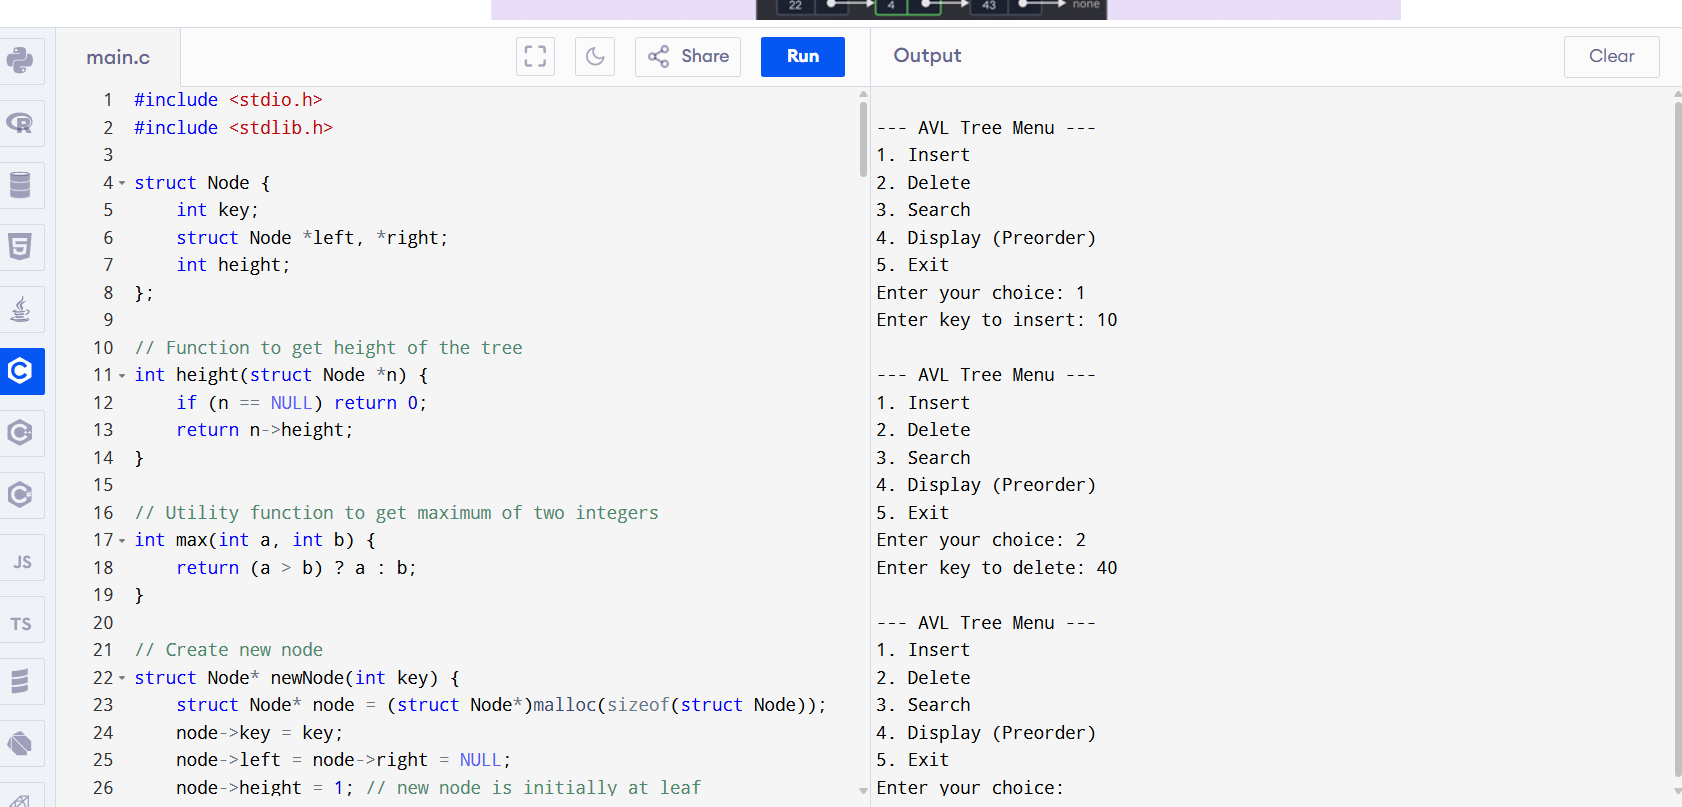 22 4 43 none
main.c
Share
Run
Output
Clear
R
5
C
C
C
JS
TS
1 #include <stdio.h>
2 #include <stdlib.h>
3
4 struct Node {
5     int key;
6     struct Node *left, *right;
7     int height;
8 };
9
10 // Function to get height of the tree
11 int height(struct Node *n) {
12     if (n == NULL) return 0;
13     return n->height;
14 }
15
16 // Utility function to get maximum of two integers
17 int max(int a, int b) {
18     return (a > b) ? a : b;
19 }
20
21 // Create new node
22 struct Node* newNode(int key) {
23     struct Node* node = (struct Node*)malloc(sizeof(struct Node));
24     node->key = key;
25     node->left = node->right = NULL;
26     node->height = 1; // new node is initially at leaf
--- AVL Tree Menu ---
1. Insert
2. Delete
3. Search
4. Display (Preorder)
5. Exit
Enter your choice: 1
Enter key to insert: 10
--- AVL Tree Menu ---
1. Insert
2. Delete
3. Search
4. Display (Preorder)
5. Exit
Enter your choice: 2
Enter key to delete: 40
--- AVL Tree Menu ---
1. Insert
2. Delete
3. Search
4. Display (Preorder)
5. Exit
Enter your choice: